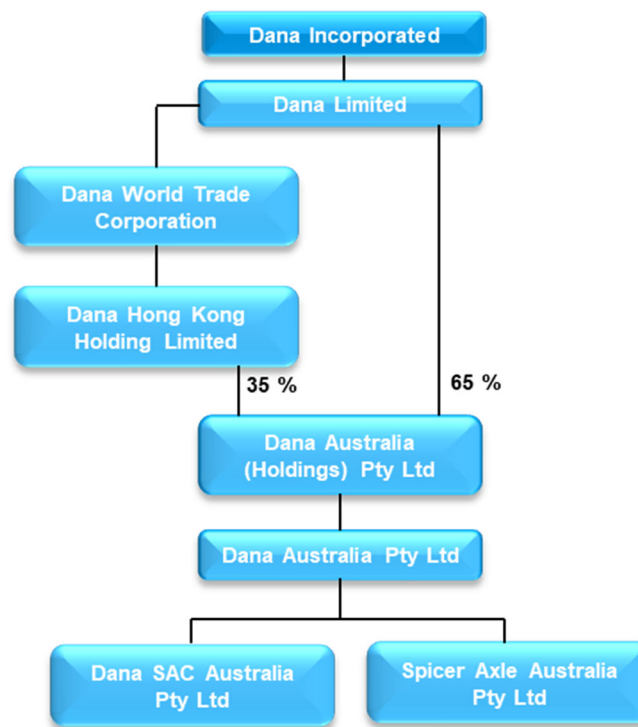 Dana Incorporated
Dana Limited
Dana World Trade
Corporation
Dana Hong Kong
Holding Limited
35 %
65 %
Dana Australia
(Holdings) Pty Ltd
Dana Australia Pty Ltd
Dana SAC Australia
Pty Ltd
Spicer Axle Australia
Pty Ltd